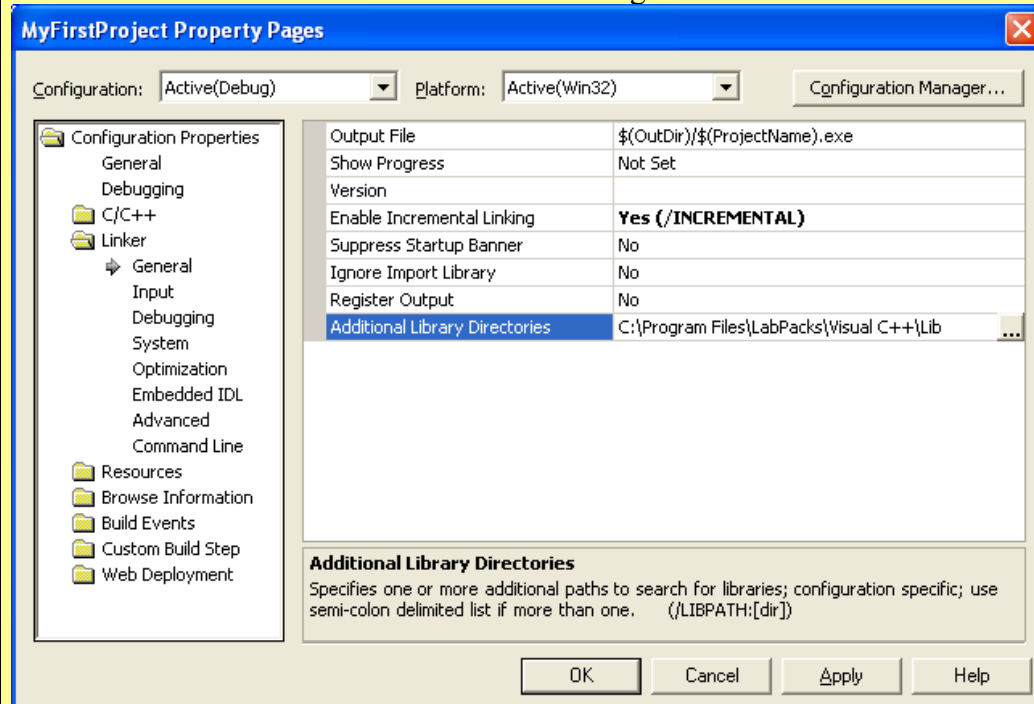 MyFirstProject Property Pages
Configuration: Active(Debug) Platform: Active(Win32) Configuration Manager...
Configuration Properties
General
Debugging
C/C++
Linker
General
Input
Debugging
System
Optimization
Embedded IDL
Advanced
Command Line
Resources
Browse Information
Build Events
Custom Build Step
Web Deployment
Output File $(OutDir)/$(ProjectName).exe
Show Progress Not Set
Version
Enable Incremental Linking Yes (/INCREMENTAL)
Suppress Startup Banner No
Ignore Import Library No
Register Output No
Additional Library Directories C:\Program Files\LabPacks\Visual C++\Lib ...
Additional Library Directories
Specifies one or more additional paths to search for libraries; configuration specific; use
semi-colon delimited list if more than one. (/LIBPATH:[dir])
OK Cancel Apply Help